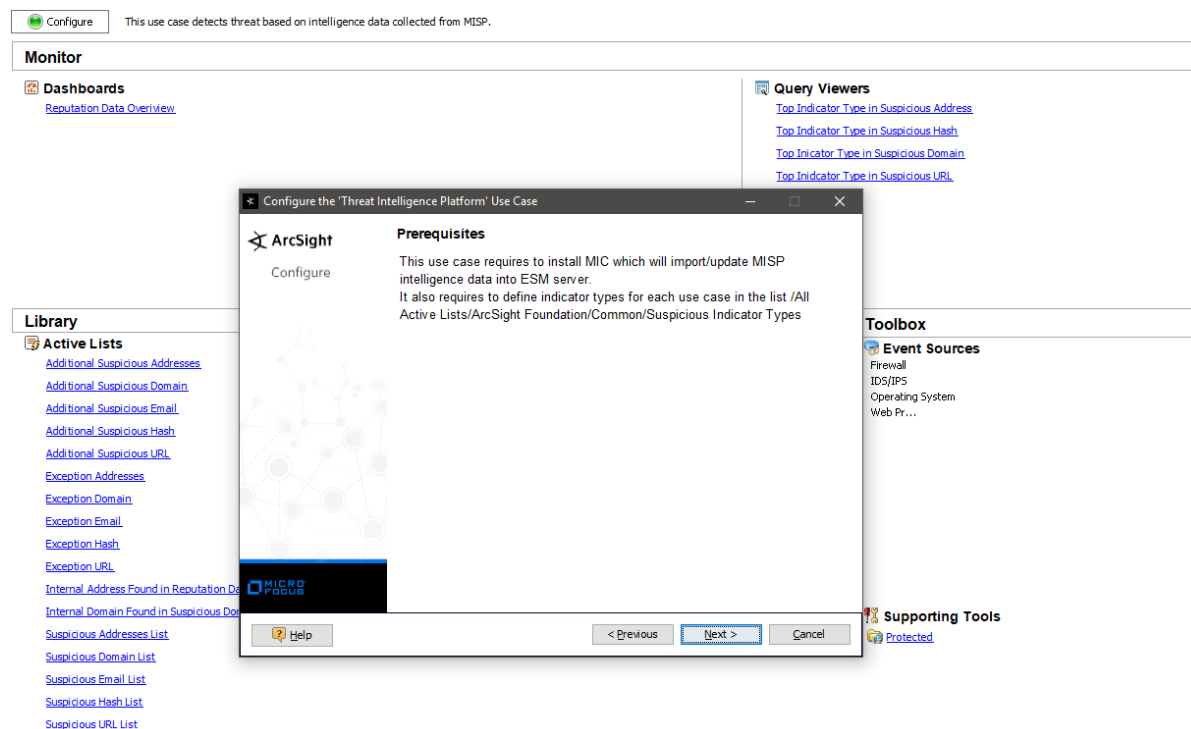 Configure
This use case detects threat based on intelligence data collected from MISP.
Monitor
Dashboards
Reputation Data Overiview
Query Viewers
Top Indicator Type in Suspicious Address
Top Indicator Type in Suspicious Hash
Top Inicator Type in Suspicious Domain
Top Inidcator Type in Suspicious URL
Configure the 'Threat Intelligence Platform' Use Case
ArcSight
Configure
Prerequisites
This use case requires to install MIC which will import/update MISP
intelligence data into ESM server.
It also requires to define indicator types for each use case in the list /All
Active Lists/ArcSight Foundation/Common/Suspicious Indicator Types
MICRO
FOCUS
Help
< Previous
Next >
Cancel
Library
Active Lists
Additional Suspicious Addresses
Additional Suspicious Domain
Additional Suspicious Email
Additional Suspicious Hash
Additional Suspicious URL
Exception Addresses
Exception Domain
Exception Email
Exception Hash
Exception URL
Internal Address Found in Reputation Da
Internal Domain Found in Suspicious Dor
Suspicious Addresses List
Suspicious Domain List
Suspicious Email List
Suspicious Hash List
Suspicious URL List
Toolbox
Event Sources
Firewall
IDS/IPS
Operating System
Web Pr...
Supporting Tools
Protected